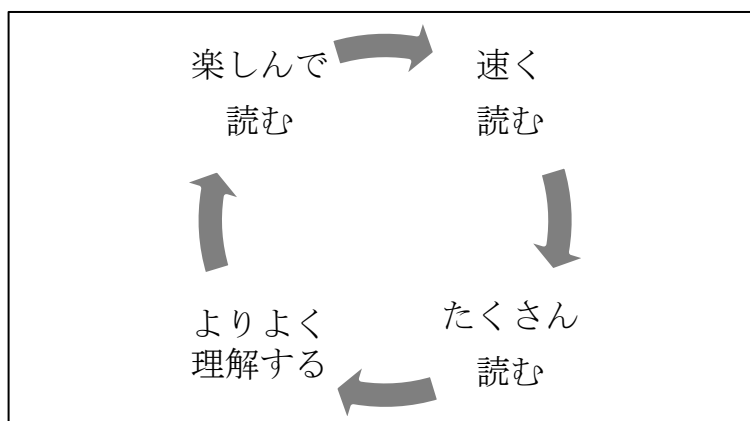 楽しんで
読む
速く
読む
たくさん
読む
よりよく
理解する